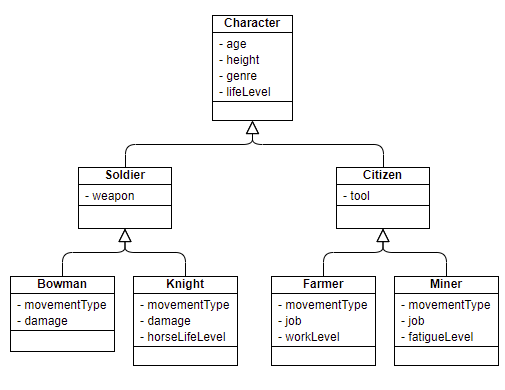 Character
- age
- height
- genre
- lifeLevel
Soldier
- weapon
Citizen
- tool
Bowman
- movementType
- damage
Knight
- movementType
- damage
- horseLifeLevel
Farmer
- movementType
- job
- workLevel
Miner
- movementType
- job
- fatigueLevel